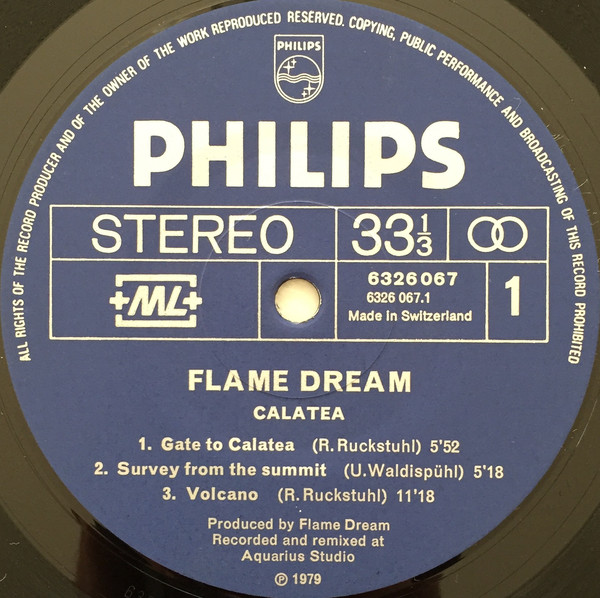 ALL RIGHTS OF THE RECORD PRODUCER AND OF THE OWNER OF THE WORK REPRODUCED RESERVED. COPYING, PUBLIC PERFORMANCE AND BROADCASTING OF THIS RECORD PROHIBITED
PHILIPS
PHILIPS
STEREO 33 1/3
ML 6326 067 1
6326 067.1
Made in Switzerland
FLAME DREAM
CALATEA
1. Gate to Calatea (R. Ruckstuhl) 5'52
2. Survey from the summit (U. Waldispühl) 5'18
3. Volcano (R. Ruckstuhl) 11'18
Produced by Flame Dream
Recorded and remixed at
Aquarius Studio
℗ 1979